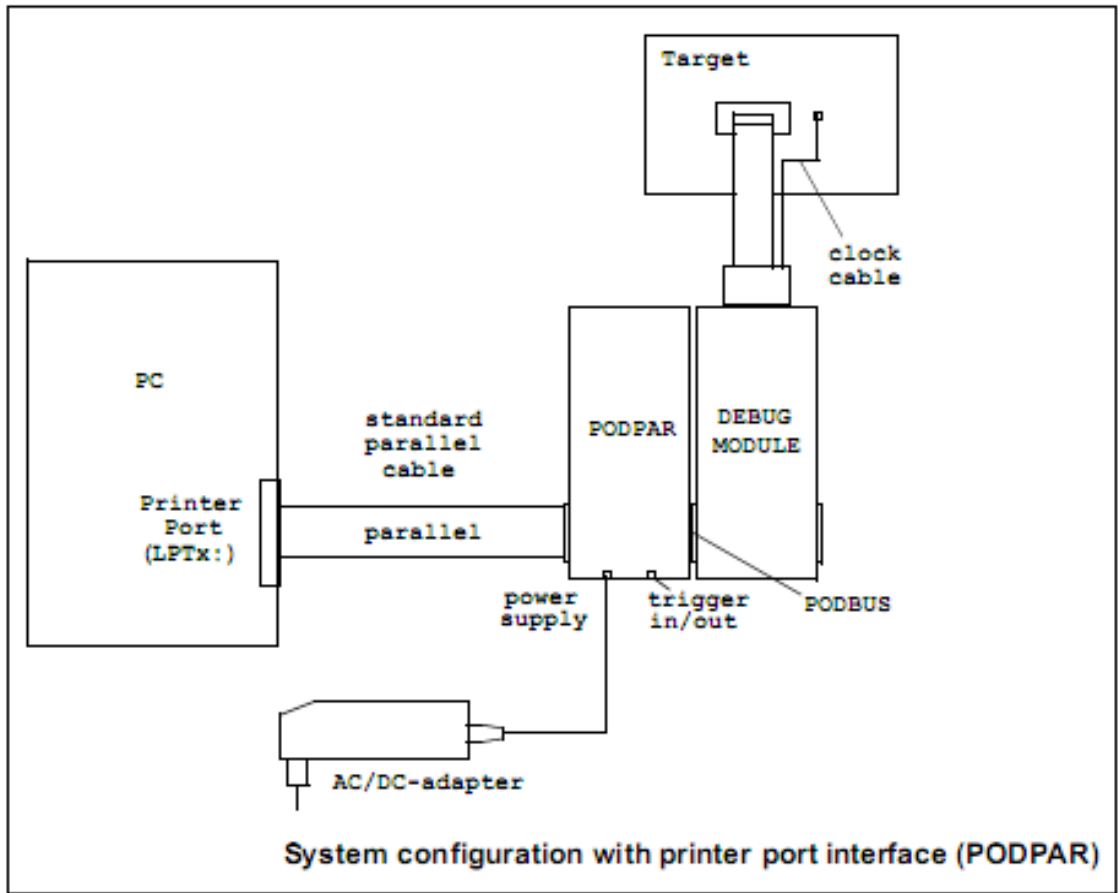 Target
clock
cable
PC
standard
parallel
cable
PODPAR
DEBUG
MODULE
Printer
Port
(LPTx:)
parallel
power
supply
trigger
in/out
PODBUS
AC/DC-adapter
System configuration with printer port interface (PODPAR)